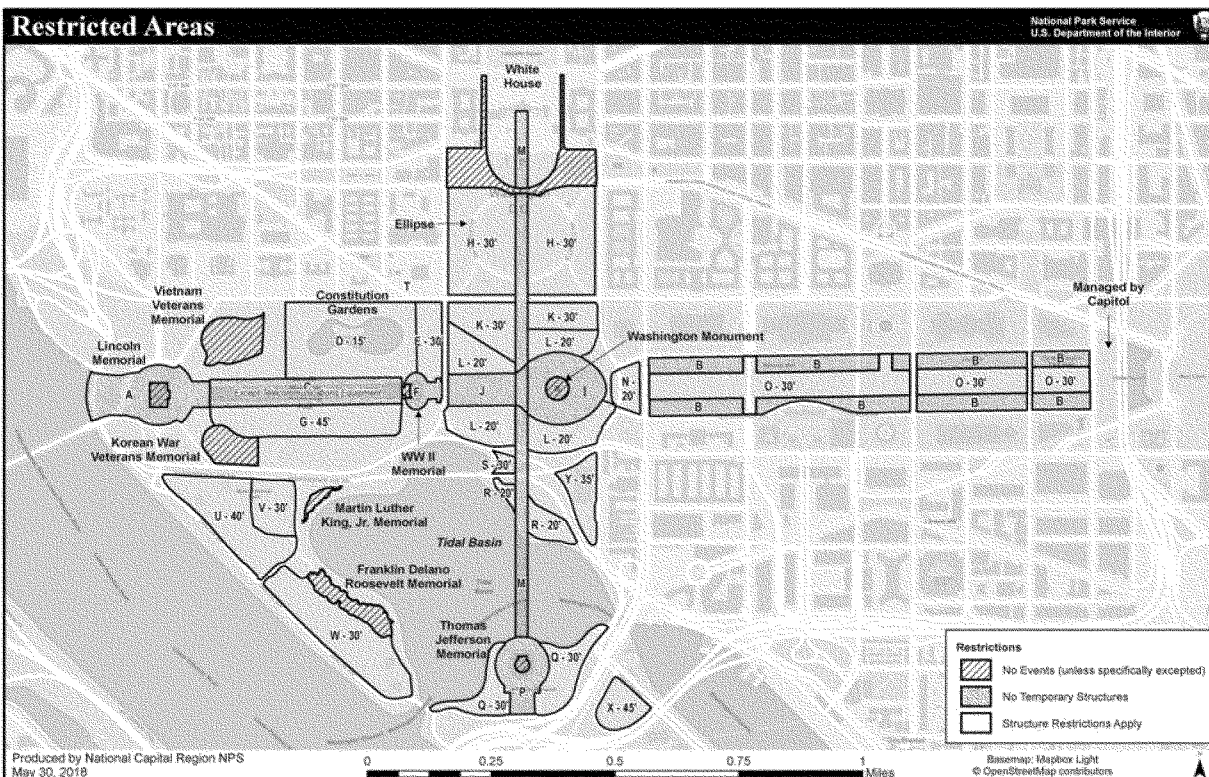 Restricted Areas
National Park Service
U.S. Department of the Interior
White
House
M
Ellipse
H - 30'
H - 30'
T
Vietnam
Veterans
Memorial
Constitution
Gardens
Managed by
Capitol
K - 30'
K - 30'
D - 15'
E - 30
L - 20'
Washington Monument
Lincoln
Memorial
L - 20'
B
B
B
B
A
C
F
J
I
N -
20'
O - 30'
O - 30'
O - 30'
B
B
B
B
G - 45'
L - 20'
L - 20'
Korean War
Veterans Memorial
WW II
Memorial
S - 30'
Y - 35'
R - 20'
U - 40'
V - 30'
Martin Luther
King, Jr. Memorial
R - 20'
Tidal Basin
Franklin Delano
Roosevelt Memorial
M
W - 30'
Thomas
Jefferson
Memorial
Q - 30'
P
Q - 30'
X - 45'
Restrictions
No Events (unless specifically excepted)
No Temporary Structures
Structure Restrictions Apply
Produced by National Capital Region NPS
May 30, 2018
0 0.25 0.5 0.75 1
Miles
Basemap: Mapbox Light
© OpenStreetMap contributors